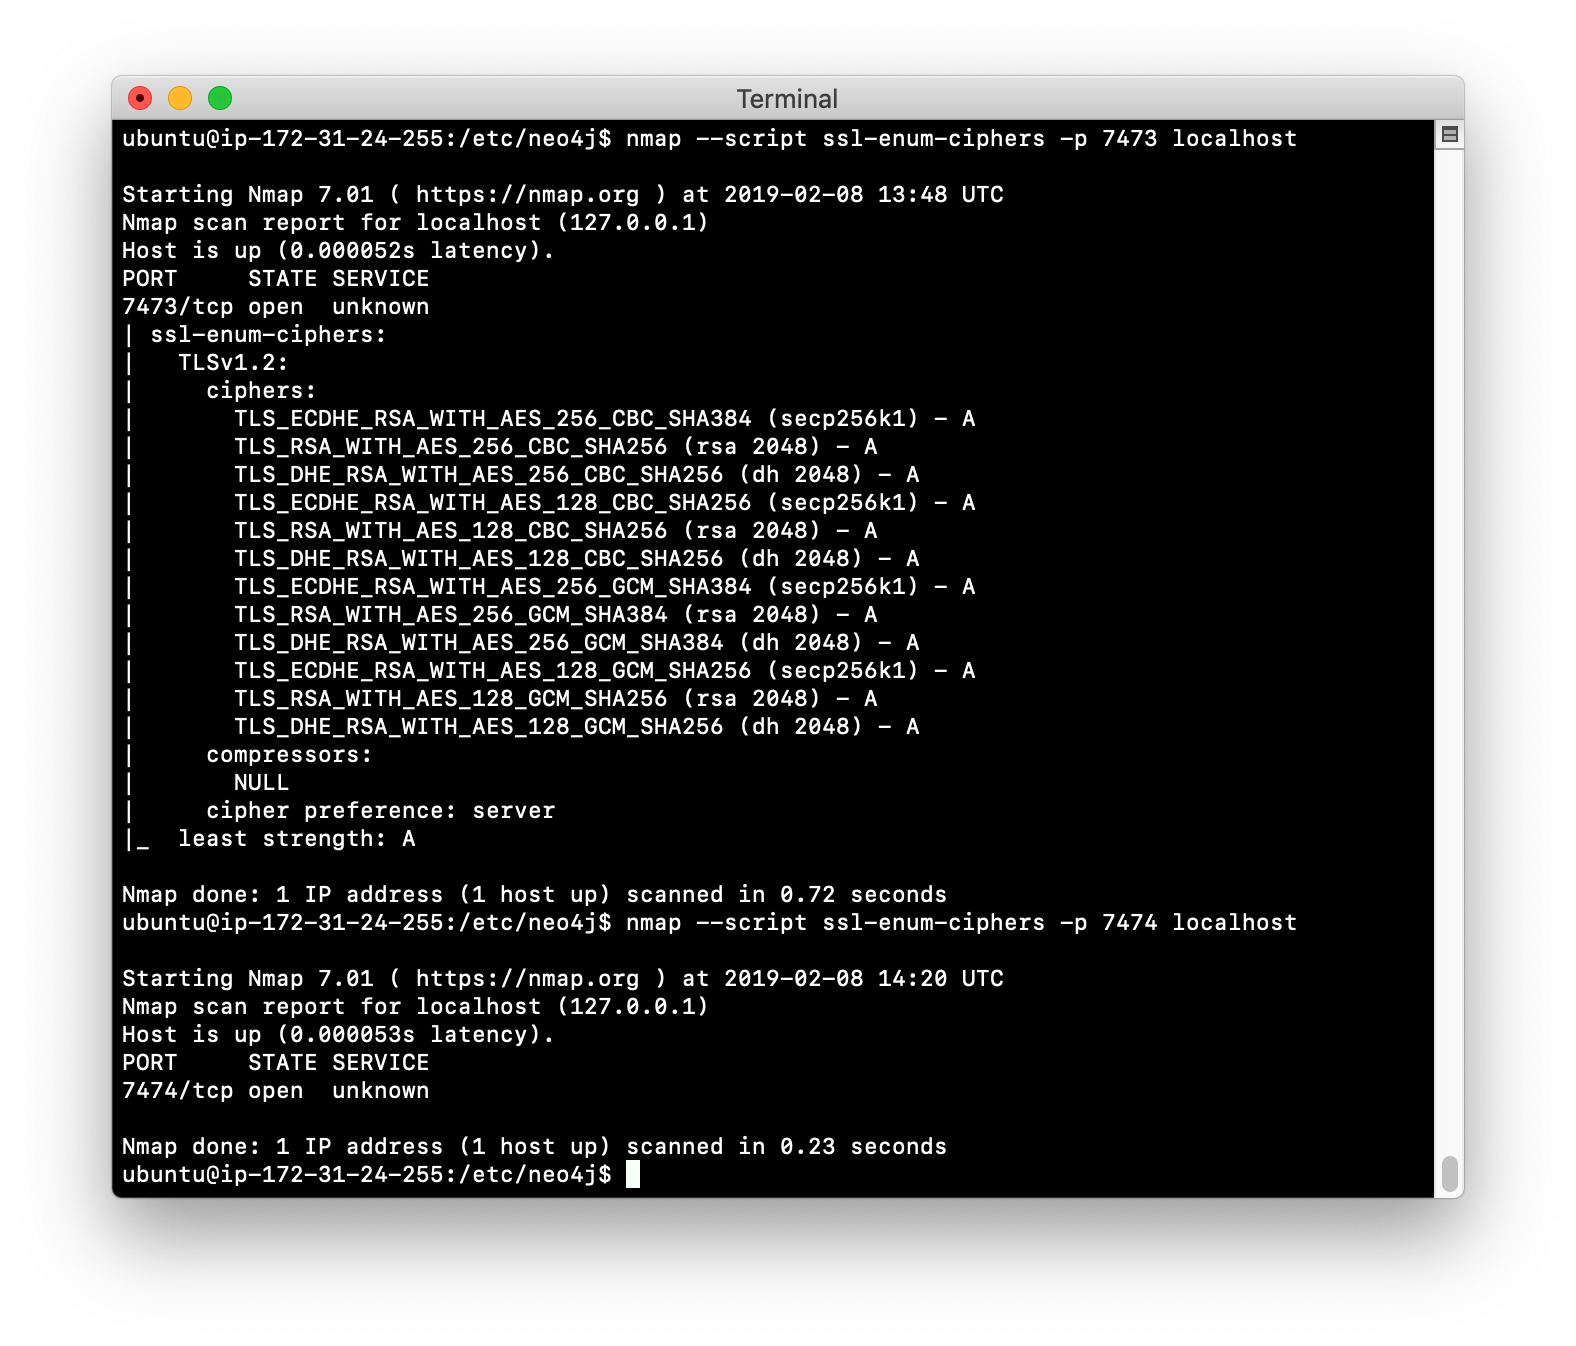 Terminal
ubuntu@ip-172-31-24-255:/etc/neo4j$ nmap --script ssl-enum-ciphers -p 7473 localhost
Starting Nmap 7.01 ( https://nmap.org ) at 2019-02-08 13:48 UTC
Nmap scan report for localhost (127.0.0.1)
Host is up (0.000052s latency).
PORT     STATE SERVICE
7473/tcp open  unknown
| ssl-enum-ciphers:
|   TLSv1.2:
|     ciphers:
|       TLS_ECDHE_RSA_WITH_AES_256_CBC_SHA384 (secp256k1) - A
|       TLS_RSA_WITH_AES_256_CBC_SHA256 (rsa 2048) - A
|       TLS_DHE_RSA_WITH_AES_256_CBC_SHA256 (dh 2048) - A
|       TLS_ECDHE_RSA_WITH_AES_128_CBC_SHA256 (secp256k1) - A
|       TLS_RSA_WITH_AES_128_CBC_SHA256 (rsa 2048) - A
|       TLS_DHE_RSA_WITH_AES_128_CBC_SHA256 (dh 2048) - A
|       TLS_ECDHE_RSA_WITH_AES_256_GCM_SHA384 (secp256k1) - A
|       TLS_RSA_WITH_AES_256_GCM_SHA384 (rsa 2048) - A
|       TLS_DHE_RSA_WITH_AES_256_GCM_SHA384 (dh 2048) - A
|       TLS_ECDHE_RSA_WITH_AES_128_GCM_SHA256 (secp256k1) - A
|       TLS_RSA_WITH_AES_128_GCM_SHA256 (rsa 2048) - A
|       TLS_DHE_RSA_WITH_AES_128_GCM_SHA256 (dh 2048) - A
|     compressors:
|       NULL
|     cipher preference: server
|_  least strength: A
Nmap done: 1 IP address (1 host up) scanned in 0.72 seconds
ubuntu@ip-172-31-24-255:/etc/neo4j$ nmap --script ssl-enum-ciphers -p 7474 localhost
Starting Nmap 7.01 ( https://nmap.org ) at 2019-02-08 14:20 UTC
Nmap scan report for localhost (127.0.0.1)
Host is up (0.000053s latency).
PORT     STATE SERVICE
7474/tcp open  unknown
Nmap done: 1 IP address (1 host up) scanned in 0.23 seconds
ubuntu@ip-172-31-24-255:/etc/neo4j$